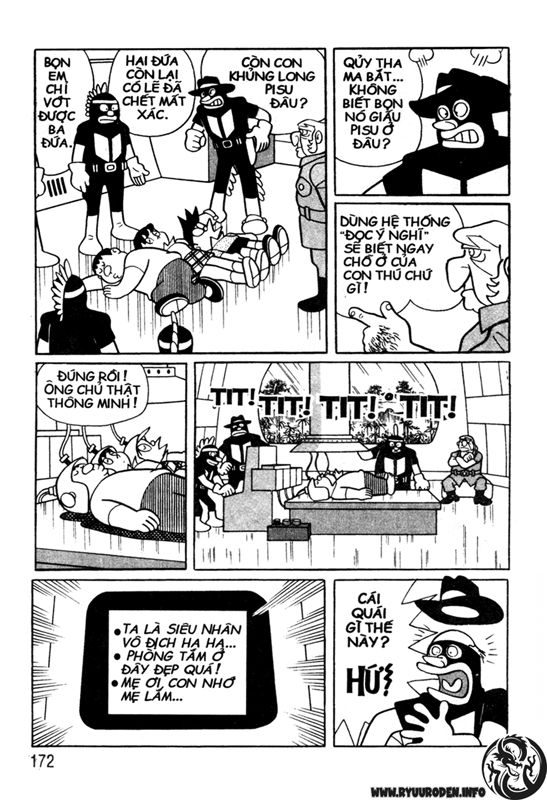 BỌN
EM
CHỈ
VỚT
ĐƯỢC
BA
ĐỨA.
HAI ĐỨA
CÒN LẠI
CÓ LẼ ĐÃ
CHẾT MẤT
XÁC.
CÒN CON
KHỦNG LONG
PISU
ĐÂU?
QUỶ THA
MA BẮT...
KHÔNG
BIẾT BỌN
NÓ GIẤU
PISU Ở
ĐÂU?
DÙNG HỆ THỐNG
"ĐỌC Ý NGHĨ"
SẼ BIẾT NGAY
CHỖ Ở CỦA
CON THÚ CHỨ
GÌ!
ĐÚNG RỒI!
ÔNG CHỦ THẬT
THÔNG MINH!
TIT!
TIT!
TIT!
TIT!
• TA LÀ SIÊU NHÂN
VÔ ĐỊCH HA HA...
• PHÒNG TẮM Ở
ĐÂY ĐẸP QUÁ!
• MẸ ƠI, CON NHỚ
MẸ LẮM...
CÁI
QUÁI
GÌ THẾ
NÀY?
HỨ!
172
WWW.RYUURODEN.INFO